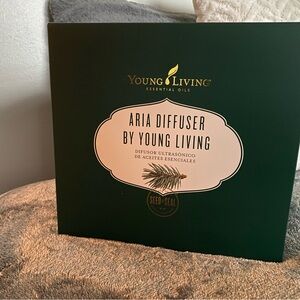 YOUNG LIVING
ESSENTIAL OILS
ARIA DIFFUSER
BY YOUNG LIVING
DIFUSOR ULTRASÓNICO
DE ACEITES ESENCIALES
SEED to SEAL